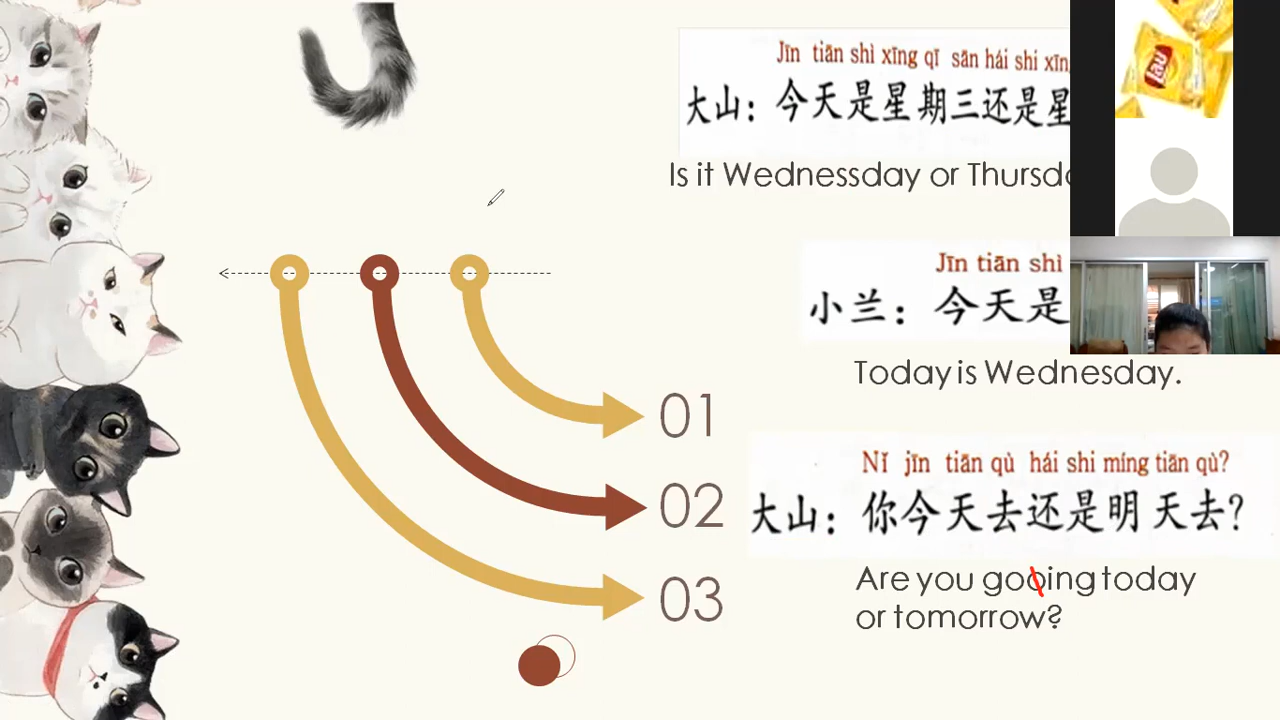 Jīn tiān shì xīng qī sān hái shi
大山：今天是星期三还是星
Is it Wednessday or
Jīn tiān shì
小兰：今天是
Today is Wednesday.
01
Nǐ jīn tiān qù hái shi míng tiān qù?
02
大山：你今天去还是明天去?
Are you gooing today
03
or tomorrow?
Lay